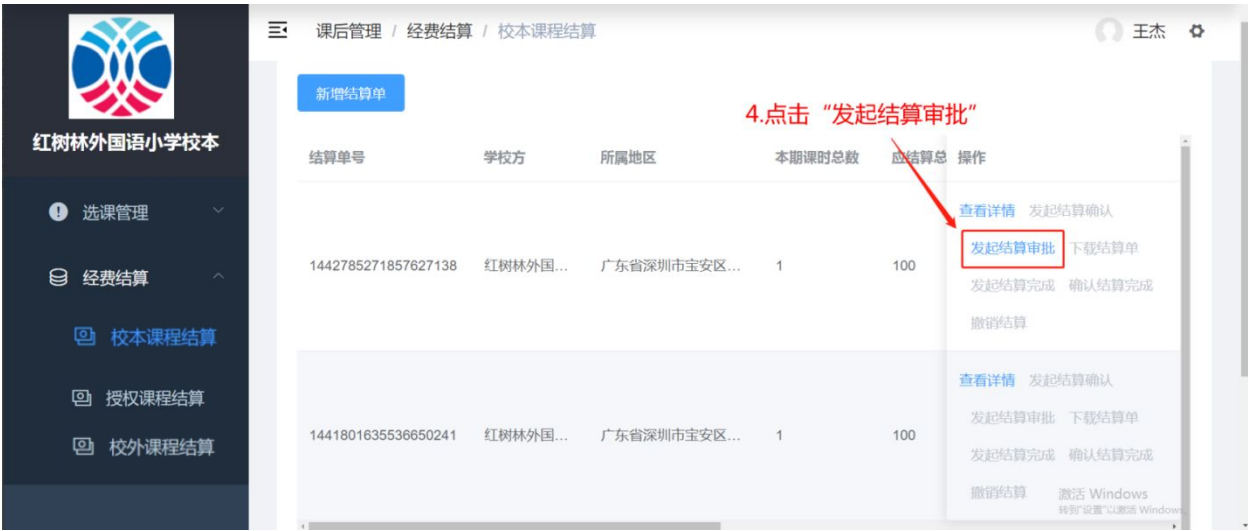 课后管理 / 经费结算 / 校本课程结算
王杰
红树林外国语小学校本
选课管理
经费结算
校本课程结算
授权课程结算
校外课程结算
新增结算单
4.点击“发起结算审批”
结算单号 学校方 所属地区 本期课时总数 应结算总 操作
查看详情 发起结算确认
1442785271857627138 红树林外国... 广东省深圳市宝安区... 1 100
发起结算审批 下载结算单
发起结算完成 确认结算完成
撤销结算
查看详情 发起结算确认
1441801635536650241 红树林外国... 广东省深圳市宝安区... 1 100
发起结算审批 下载结算单
发起结算完成 确认结算完成
撤销结算
激活 Windows
转到"设置"以激活 Windows